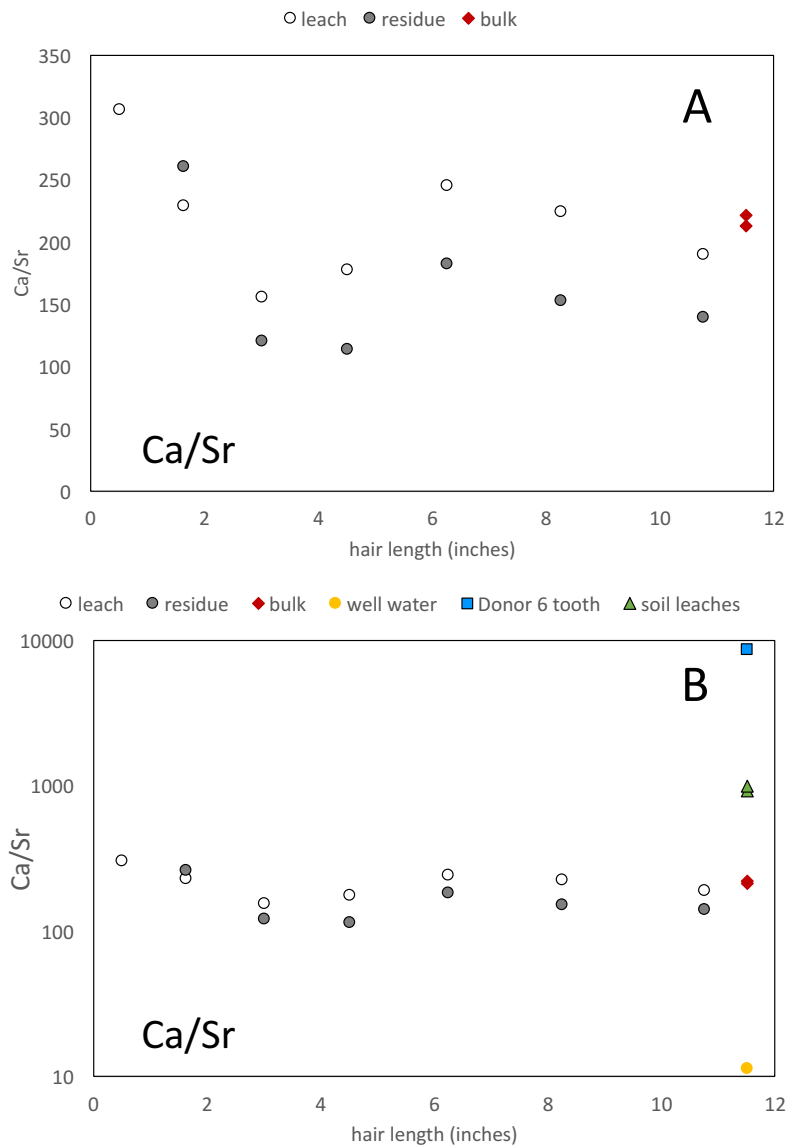 leach residue bulk
350
300
250
200
150
100
50
0
Ca/Sr
A
Ca/Sr
0 2 4 6 8 10 12
hair length (inches)
leach residue bulk well water Donor 6 tooth soil leaches
10000
1000
100
10
Ca/Sr
B
Ca/Sr
0 2 4 6 8 10 12
hair length (inches)